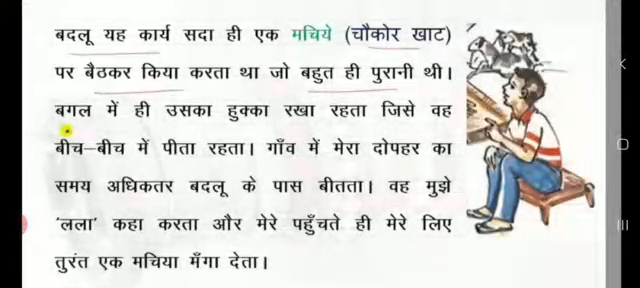 बदलू यह कार्य सदा ही एक मचिये (चौकोर खाट)
पर बैठकर किया करता था जो बहुत ही पुरानी थी।
बगल में ही उसका हुक्का रखा रहता जिसे वह
बीच–बीच में पीता रहता। गाँव में मेरा दोपहर का
समय अधिकतर बदलू के पास बीतता। वह मुझे
'लला' कहा करता और मेरे पहुँचते ही मेरे लिए
तुरंत एक मचिया मँगा देता।